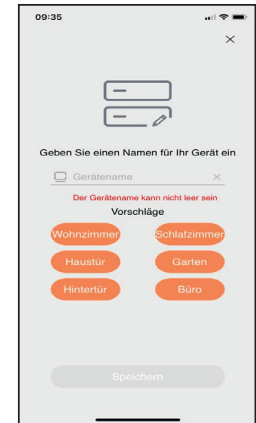 09:35
Geben Sie einen Namen für Ihr Gerät ein
Gerätename
Der Gerätename kann nicht leer sein
Vorschläge
Wohnzimmer
Schlafzimmer
Haustür
Garten
Hintertür
Büro
Speichern